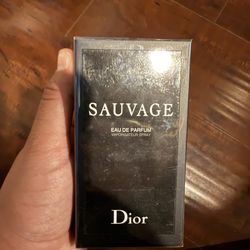 SAUVAGE
EAU DE PARFUM
VAPORISATEUR SPRAY
Dior